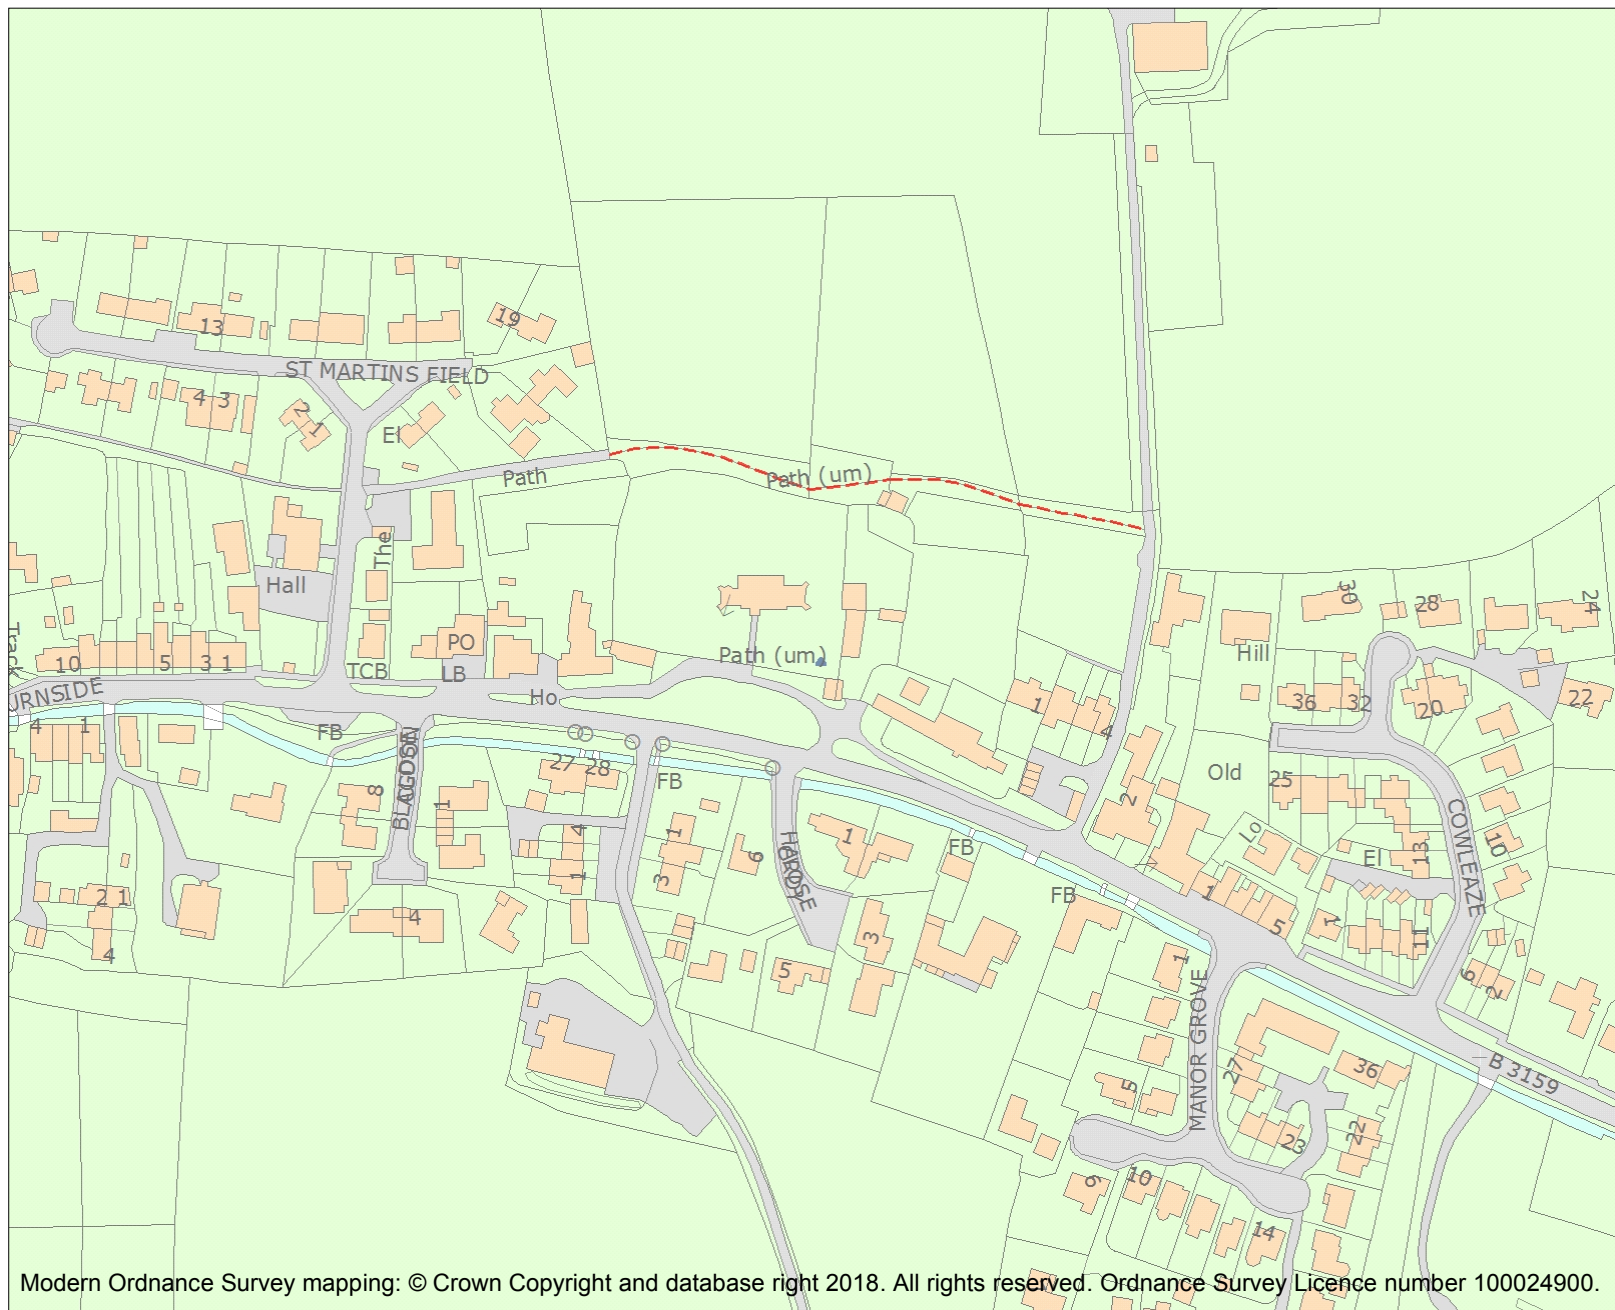 19
13
ST MARTINS FIELD
4 3
2
1
El
Path
Path (um)
The
Hall
Track
10
5
3 1
TCB
PO
LB
Ho
Path (um)
URNSIDE
4
1
FB
BLAGDON
CLOSE
8
1
27 28
FB
4
1
1
3
6
HARDY
CLOSE
1
5
3
FB
FB
1
4
2
Hill
Old
Lo
El
30
28
24
36
32
20
22
25
13
10
COWLEAZE
1
5
1
11
6
2
B 3159
2 1
4
4
MANOR GROVE
1
5
9
10
14
27
36
23
22
Modern Ordnance Survey mapping: © Crown Copyright and database right 2018. All rights reserved. Ordnance Survey Licence number 100024900.